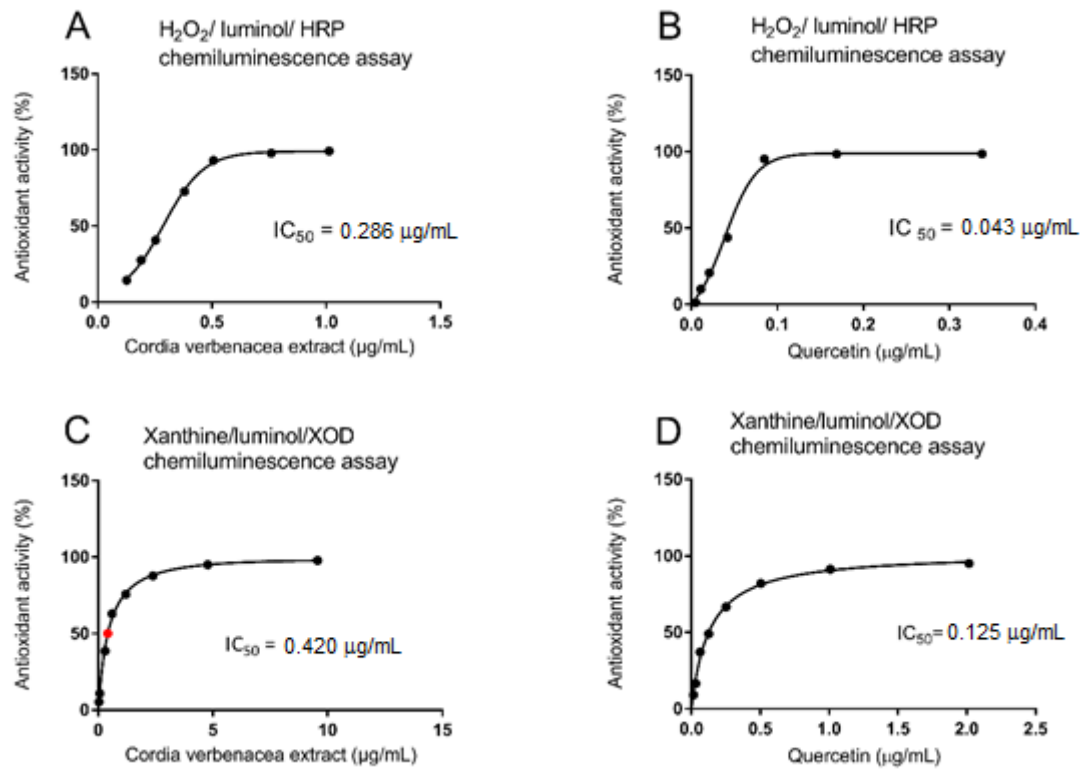 A
H₂O₂/ luminol/ HRP
chemiluminescence assay
Antioxidant activity (%)
150
100
50
0
IC₅₀ = 0.286 µg/mL
0.0 0.5 1.0 1.5
Cordia verbenacea extract (µg/mL)
B
H₂O₂/ luminol/ HRP
chemiluminescence assay
Antioxidant activity (%)
150
100
50
0
IC ₅₀ = 0.043 µg/mL
0.0 0.1 0.2 0.3 0.4
Quercetin (µg/mL)
C
Xanthine/luminol/XOD
chemiluminescence assay
Antioxidant activity (%)
150
100
50
0
IC₅₀ = 0.420 µg/mL
0 5 10 15
Cordia verbenacea extract (µg/mL)
D
Xanthine/luminol/XOD
chemiluminescence assay
Antioxidant activity (%)
150
100
50
0
IC₅₀= 0.125 µg/mL
0.0 0.5 1.0 1.5 2.0 2.5
Quercetin (µg/mL)